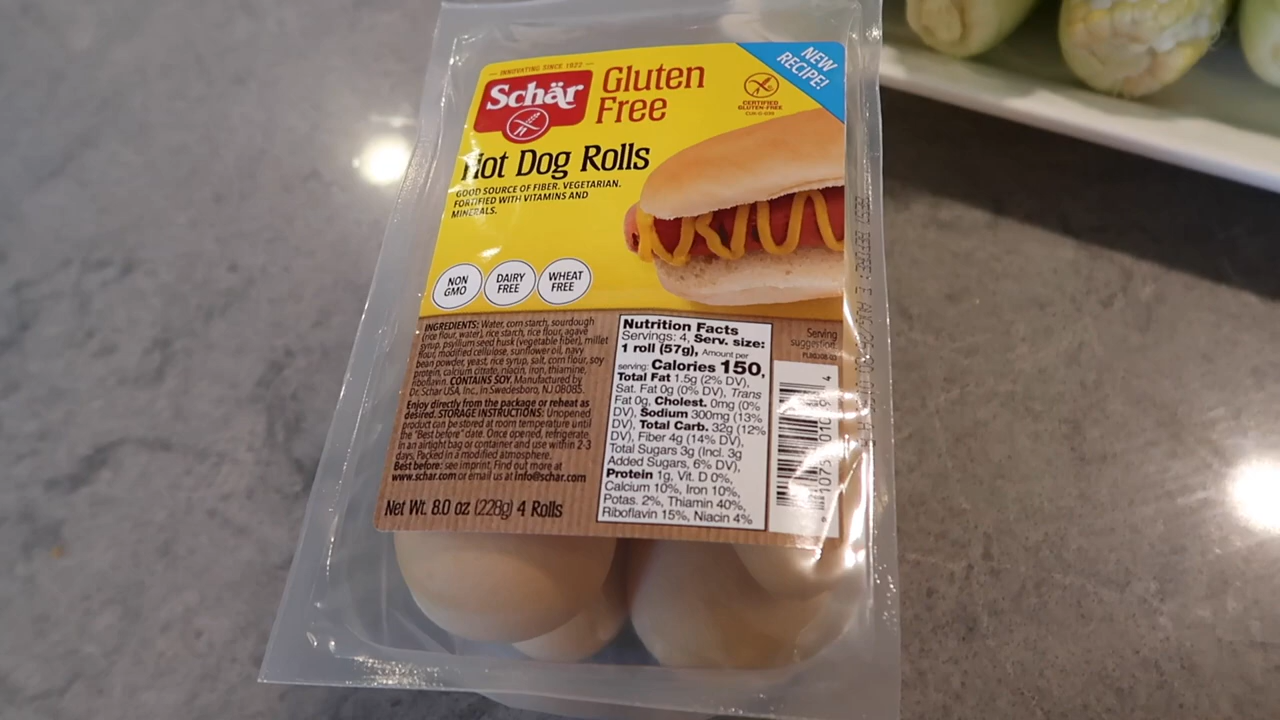 INNOVATING SINCE 1922
Schär
Gluten
Free
NEW
RECIPE!
CERTIFIED
GLUTEN-FREE
Hot Dog Rolls
GOOD SOURCE OF FIBER. VEGETARIAN.
FORTIFIED WITH VITAMINS AND
MINERALS.
NON
GMO
DAIRY
FREE
WHEAT
FREE
INGREDIENTS: Water, corn starch, sourdough
(rice flour, water), rice starch, rice flour, agave
syrup, psyllium seed husk (vegetable fiber), millet
flour, modified cellulose, sunflower oil, navy
bean powder, yeast, rice syrup, salt, corn flour, soy
protein, calcium citrate, niacin, iron, thiamine,
riboflavin. CONTAINS SOY. Manufactured by
Dr. Schär USA, Inc., in Swedesboro, NJ 08085.
Enjoy directly from the package or reheat as
desired. STORAGE INSTRUCTIONS: Unopened
product can be stored at room temperature until
the "Best before" date. Once opened, refrigerate
in an airtight bag or container and use within 2-3
days. Packed in a modified atmosphere.
Best before: see imprint. Find out more at
www.schar.com or email us at info@schar.com
Net Wt. 8.0 oz (228g) 4 Rolls
Nutrition Facts
Servings: 4, Serv. size:
1 roll (57g), Amount per
serving: Calories 150,
Total Fat 1.5g (2% DV),
Sat. Fat 0g (0% DV), Trans
Fat 0g, Cholest. 0mg (0%
DV), Sodium 300mg (13%
DV), Total Carb. 32g (12%
DV), Fiber 4g (14% DV),
Total Sugars 3g (Incl. 3g
Added Sugars, 6% DV),
Protein 1g, Vit. D 0%,
Calcium 10%, Iron 10%,
Potas. 2%, Thiamin 40%,
Riboflavin 15%, Niacin 4%
Serving
suggestion
BEST BEFORE: